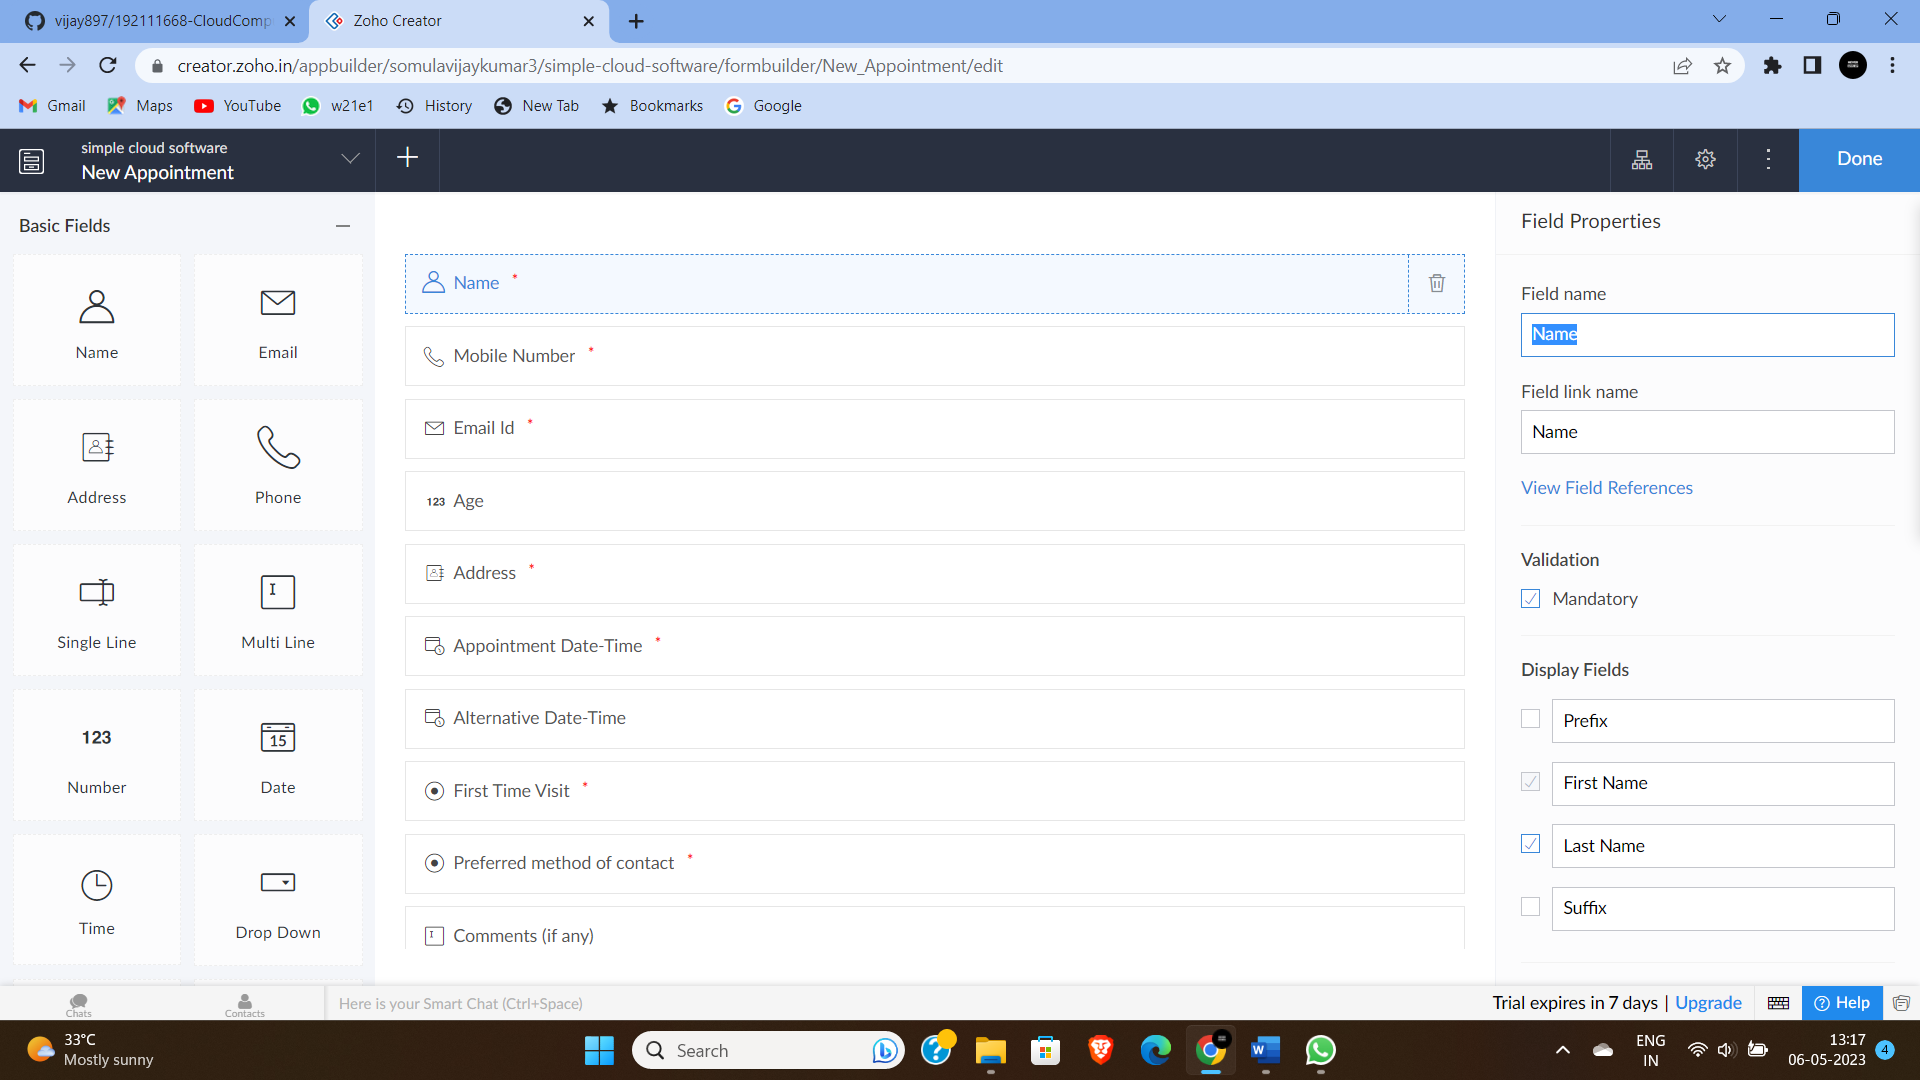 vijay897/192111668-CloudComp
Zoho Creator
creator.zoho.in/appbuilder/somulavijaykumar3/simple-cloud-software/formbuilder/New_Appointment/edit
Gmail
Maps
YouTube
w21e1
History
New Tab
Bookmarks
Google
simple cloud software
New Appointment
Done
Basic Fields
Name
Email
Address
Phone
Single Line
Multi Line
123
Number
15
Date
Time
Drop Down
Name *
Mobile Number *
Email Id *
123 Age
Address *
Appointment Date-Time *
Alternative Date-Time
First Time Visit *
Preferred method of contact *
Comments (if any)
Field Properties
Field name
Name
Field link name
Name
View Field References
Validation
Mandatory
Display Fields
Prefix
First Name
Last Name
Suffix
Chats
Contacts
Here is your Smart Chat (Ctrl+Space)
Trial expires in 7 days | Upgrade
Help
33°C
Mostly sunny
Search
ENG
IN
13:17
06-05-2023
4